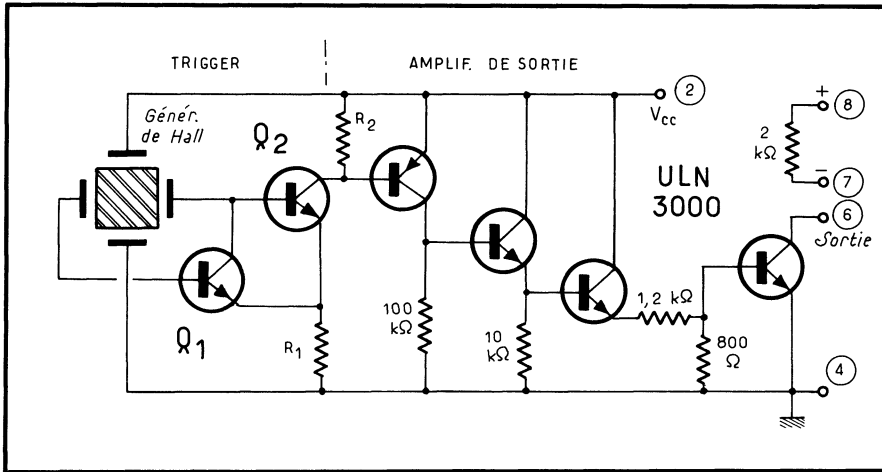 TRIGGER
AMPLIF. DE SORTIE
Génér.
de Hall
Q2
R2
2
Vcc
+
8
2
kΩ
−
7
ULN
3000
6
Sortie
Q1
R1
100
kΩ
10
kΩ
1,2 kΩ
800
Ω
4